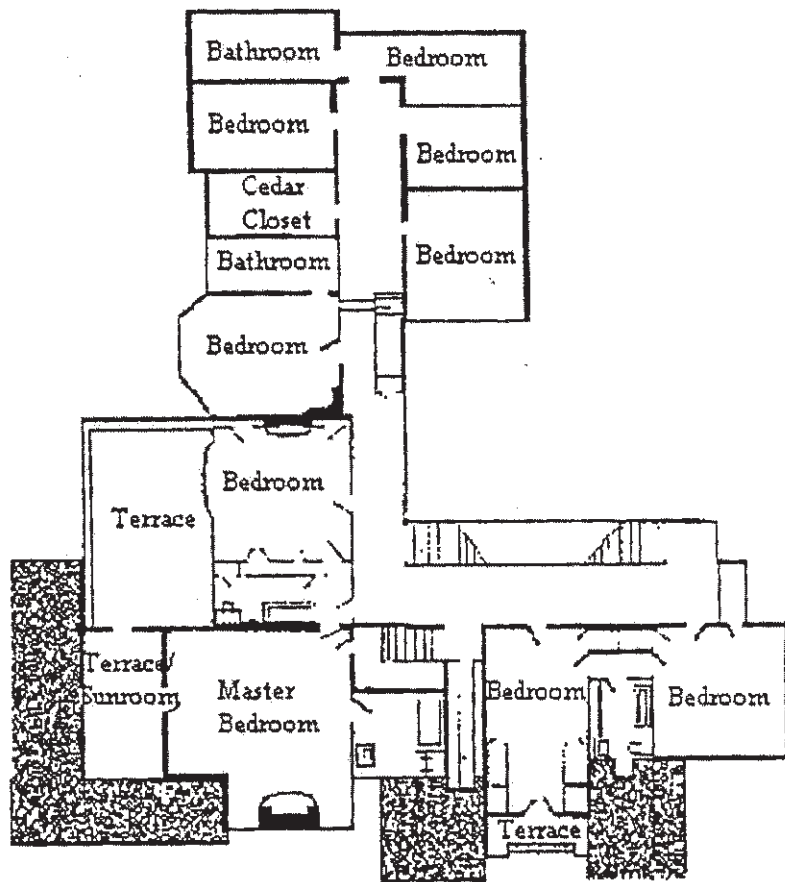 Bathroom
Bedroom
Bedroom
Bedroom
Cedar
Closet
Bathroom
Bedroom
Bedroom
Bedroom
Terrace
Terrace/
Sunroom
Master
Bedroom
Bedroom
Bedroom
Terrace